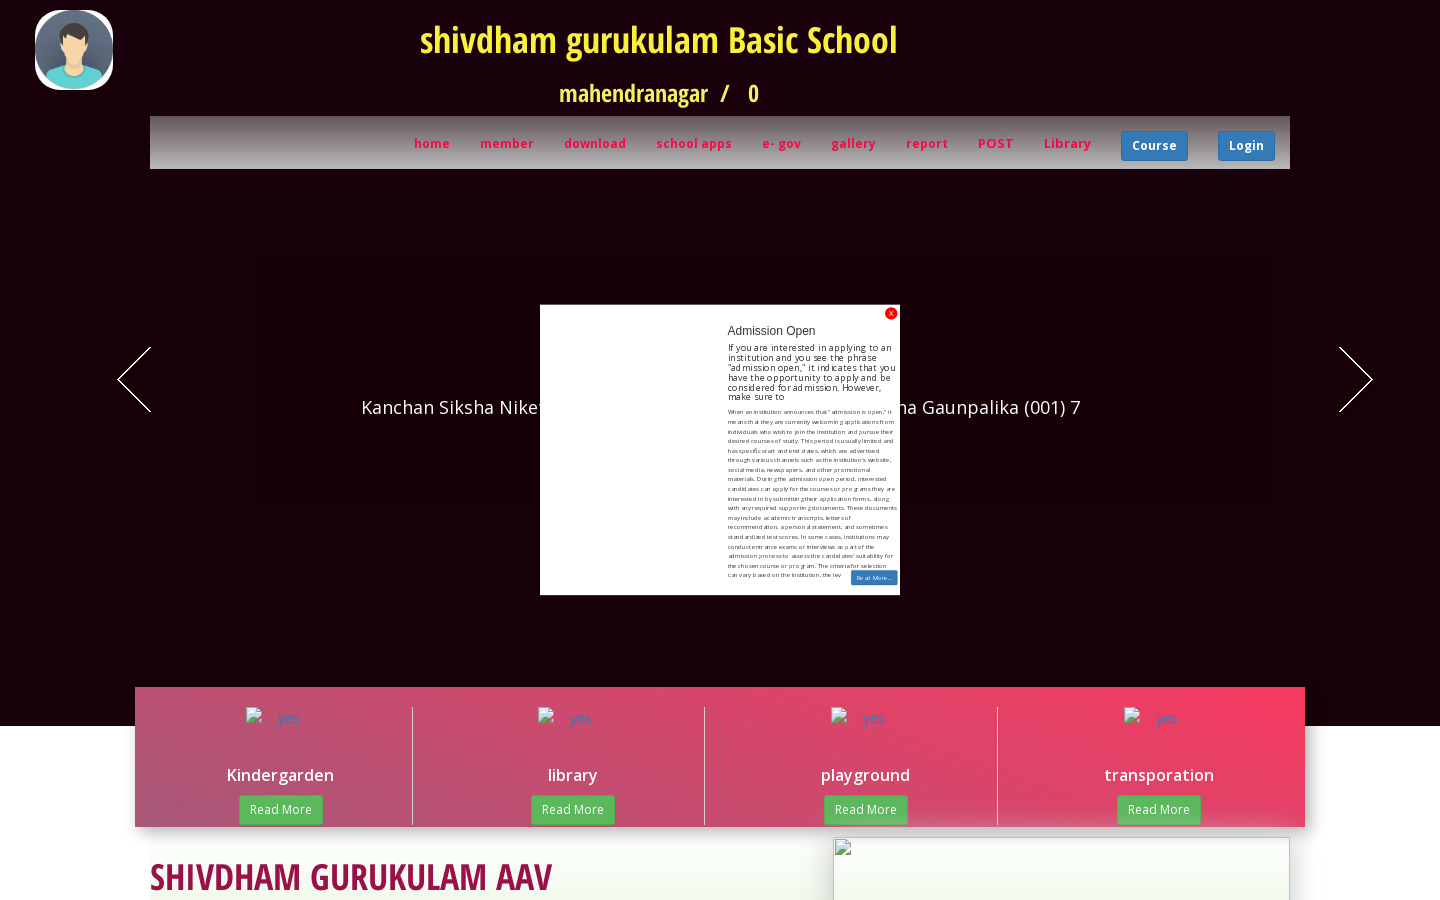 shivdham gurukulam Basic School
mahendranagar / 0
home member download school apps e- gov gallery report POST Library Course Login
X
Admission Open
If you are interested in applying to an
institution and you see the phrase
"admission open," it indicates that you
have the opportunity to apply and be
considered for admission. However,
make sure to
When an institution announces that "admission is open," it
means that they are currently welcoming applications from
individuals who wish to join the institution and pursue their
desired courses of study. This period is usually limited and
has specific start and end dates, which are advertised
through various channels such as the institution's website,
social media, newspapers, and other promotional
materials. During the admission open period, interested
candidates can apply for the courses or programs they are
interested in by submitting their application forms, along
with any required supporting documents. These documents
may include academic transcripts, letters of
recommendation, a personal statement, and sometimes
standardized test scores. In some cases, institutions may
conduct entrance exams or interviews as part of the
admission process to assess the candidates' suitability for
the chosen course or program. The criteria for selection
can vary based on the institution, the lev
Read More...
Kanchan Siksha Nike
na Gaunpalika (001) 7
yes yes yes yes
Kindergarden library playground transporation
Read More Read More Read More Read More
SHIVDHAM GURUKULAM AAV